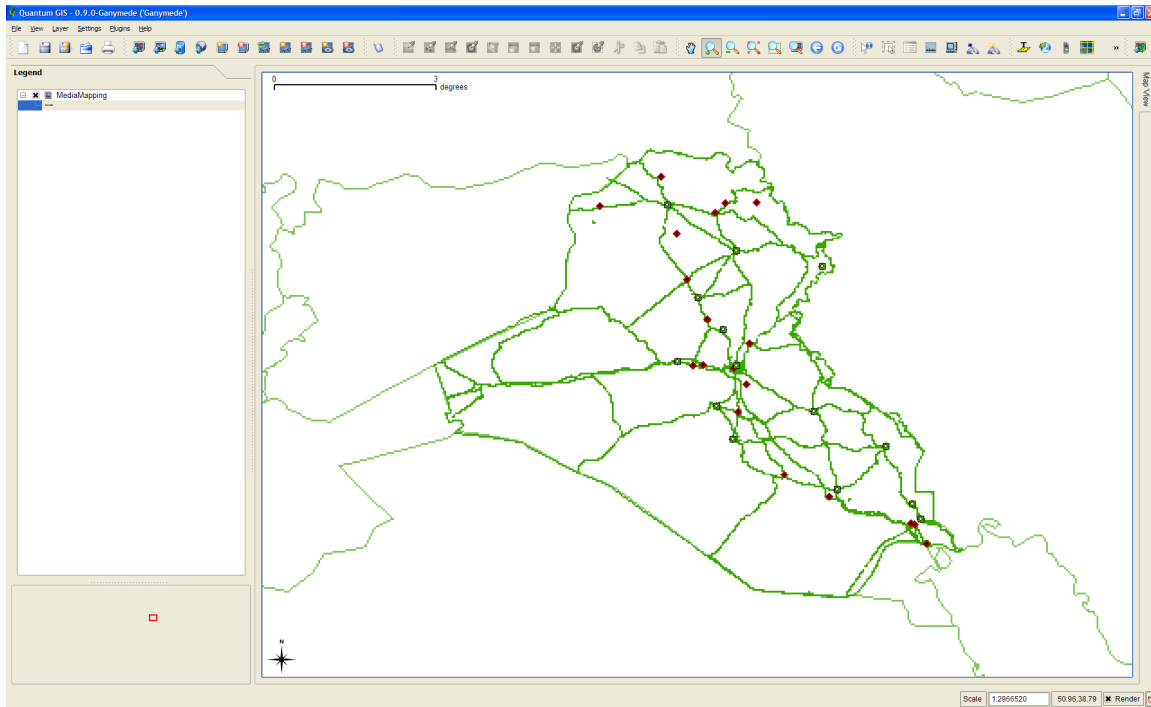 Quantum GIS - 0.9.0-Ganymede ('Ganymede')
File View Layer Settings Plugins Help
»
Legend
MediaMapping
0 3
degrees
Map View
N
Scale 1:2966520 50.96,38.79 Render